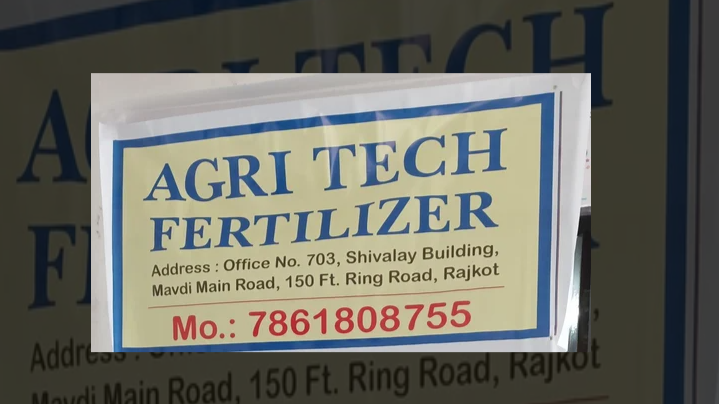 AGRI TECH
FERTILIZER
Address : Office No. 703, Shivalay Building,
Mavdi Main Road, 150 Ft. Ring Road, Rajkot
Mo.: 7861808755